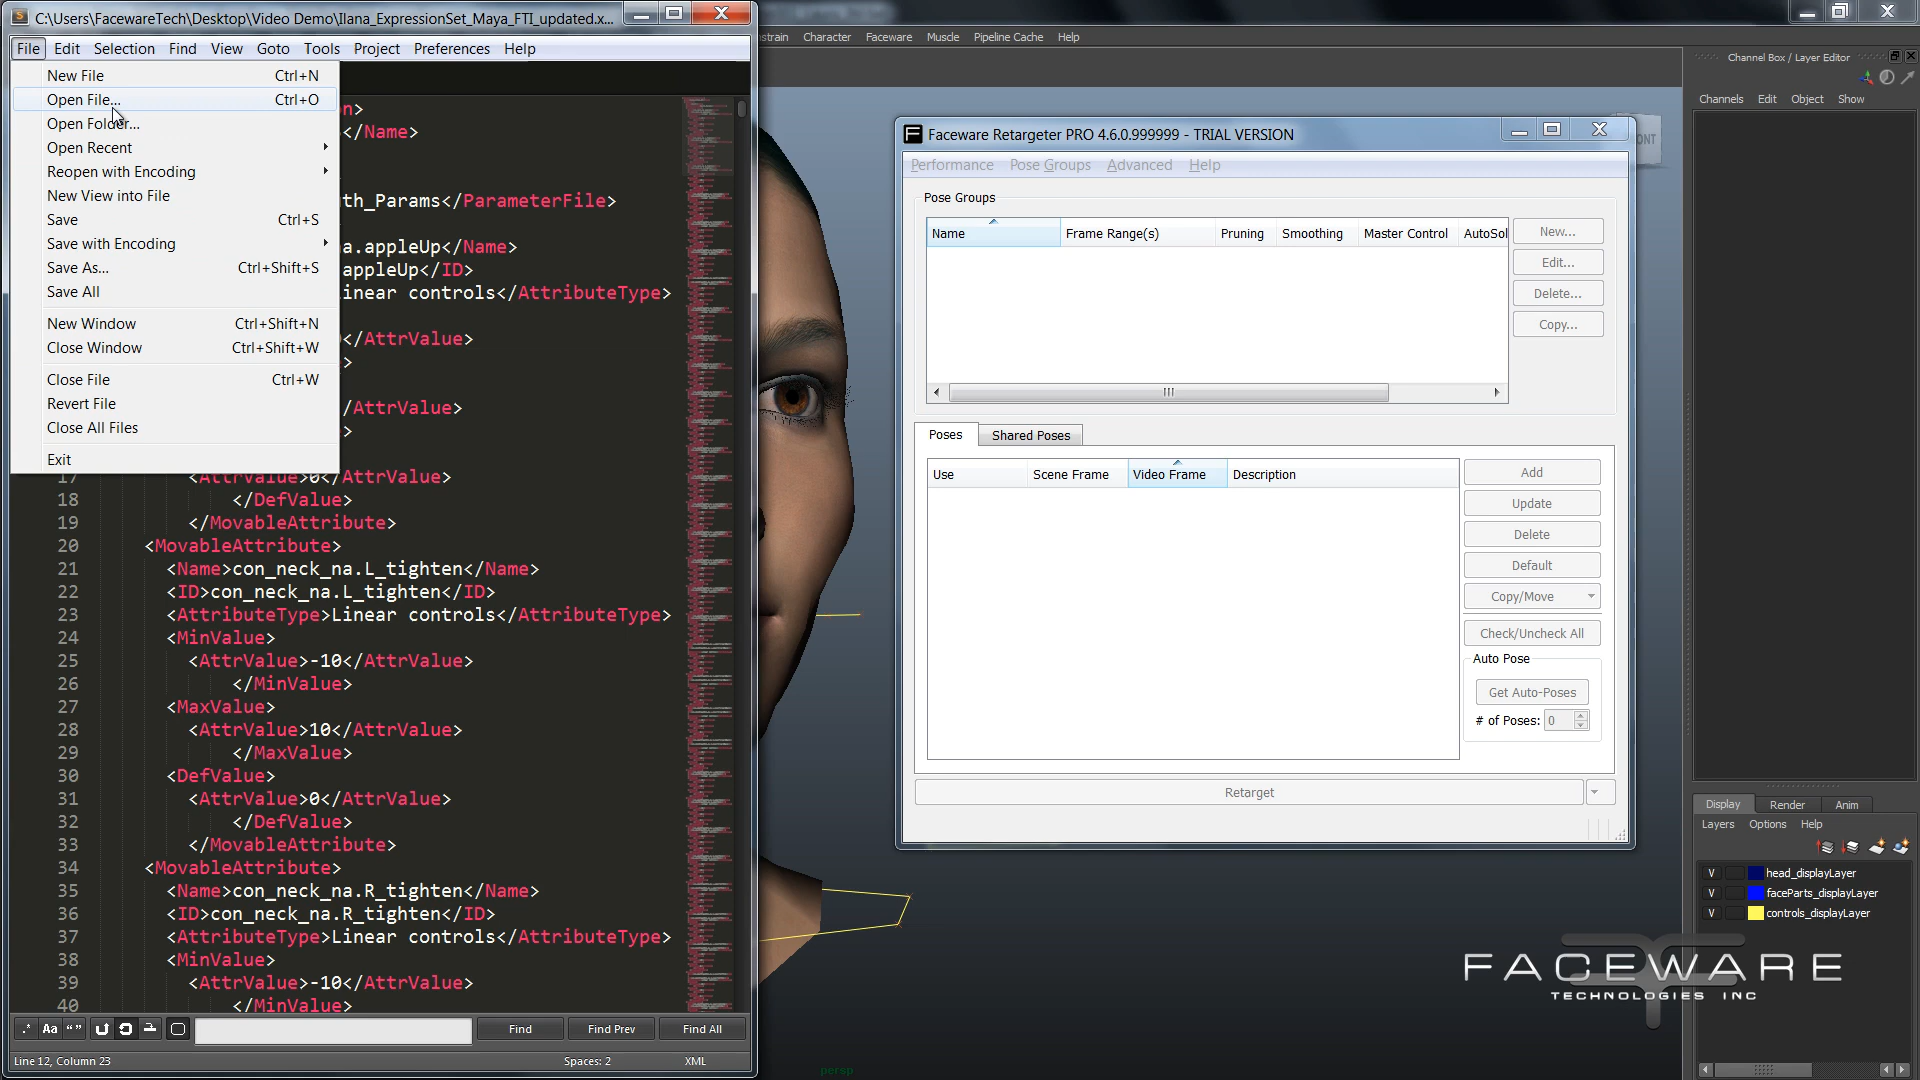 C:\Users\FacewareTech\Desktop\Video Demo\Ilana_ExpressionSet_Maya_FTI_updated.x...
File Edit Selection Find View Goto Tools Project Preferences Help
New File Ctrl+N
Open File... Ctrl+O
Open Folder...
Open Recent
Reopen with Encoding
New View into File
Save Ctrl+S
Save with Encoding
Save As... Ctrl+Shift+S
Save All
New Window Ctrl+Shift+N
Close Window Ctrl+Shift+W
Close File Ctrl+W
Revert File
Close All Files
Exit
n>
</Name>
th_Params</ParameterFile>
a.appleUp</Name>
appleUp</ID>
inear controls</AttributeType>
</AttrValue>
>
/AttrValue>
>
17 <AttrValue>0</AttrValue>
18 </DefValue>
19 </MovableAttribute>
20 <MovableAttribute>
21 <Name>con_neck_na.L_tighten</Name>
22 <ID>con_neck_na.L_tighten</ID>
23 <AttributeType>Linear controls</AttributeType>
24 <MinValue>
25 <AttrValue>-10</AttrValue>
26 </MinValue>
27 <MaxValue>
28 <AttrValue>10</AttrValue>
29 </MaxValue>
30 <DefValue>
31 <AttrValue>0</AttrValue>
32 </DefValue>
33 </MovableAttribute>
34 <MovableAttribute>
35 <Name>con_neck_na.R_tighten</Name>
36 <ID>con_neck_na.R_tighten</ID>
37 <AttributeType>Linear controls</AttributeType>
38 <MinValue>
39 <AttrValue>-10</AttrValue>
40 </MinValue>
.* Aa “ ” Find Find Prev Find All
Line 12, Column 23 Spaces: 2 XML
nstrain Character Faceware Muscle Pipeline Cache Help
ONT
Faceware Retargeter PRO 4.6.0.999999 - TRIAL VERSION
Performance Pose Groups Advanced Help
Pose Groups
Name Frame Range(s) Pruning Smoothing Master Control AutoSol
New...
Edit...
Delete...
Copy...
Poses Shared Poses
Use Scene Frame Video Frame Description
Add
Update
Delete
Default
Copy/Move
Check/Uncheck All
Auto Pose
Get Auto-Poses
# of Poses: 0
Retarget
persp
Channel Box / Layer Editor
Channels Edit Object Show
Display Render Anim
Layers Options Help
V head_displayLayer
V faceParts_displayLayer
V controls_displayLayer
FACEWARE
TECHNOLOGIES INC